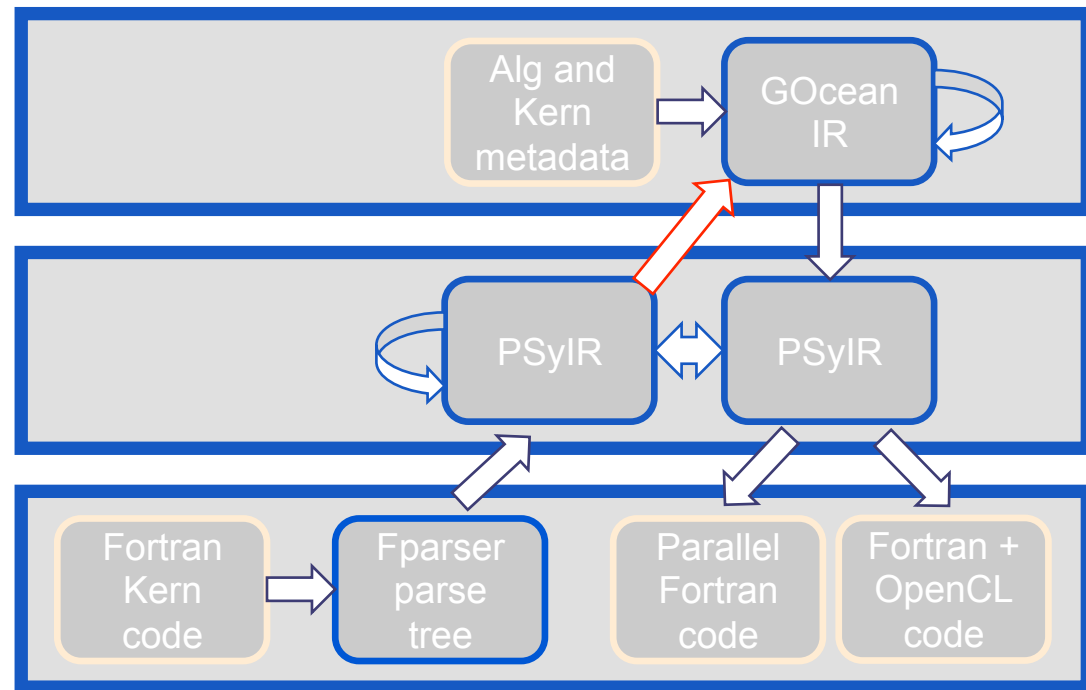 Alg and
Kern
metadata
GOcean
IR
PSyIR
PSyIR
Fortran
Kern
code
Fparser
parse
tree
Parallel
Fortran
code
Fortran +
OpenCL
code